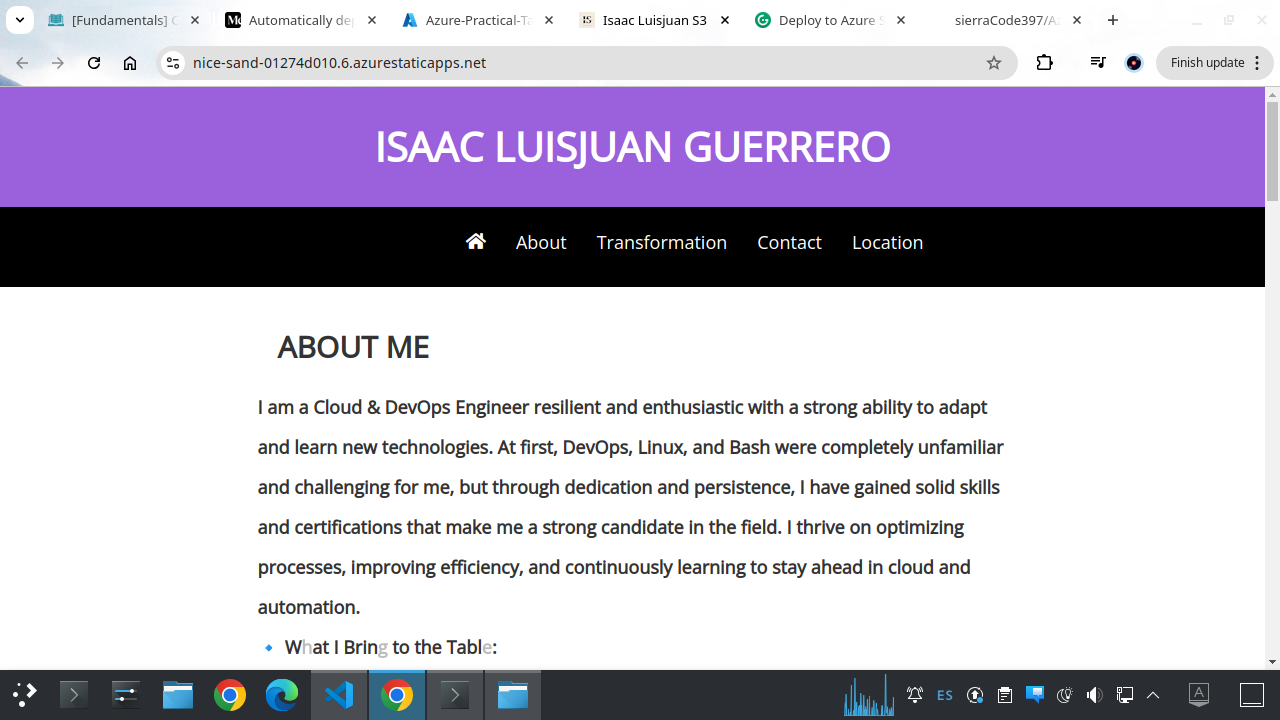 [Fundamentals] C
Automatically dep
Azure-Practical-Ta
Isaac Luisjuan S3
Deploy to Azure S
sierraCode397/A
nice-sand-01274d010.6.azurestaticapps.net
Finish update
ISAAC LUISJUAN GUERRERO
About Transformation Contact Location
ABOUT ME
I am a Cloud & DevOps Engineer resilient and enthusiastic with a strong ability to adapt
and learn new technologies. At first, DevOps, Linux, and Bash were completely unfamiliar
and challenging for me, but through dedication and persistence, I have gained solid skills
and certifications that make me a strong candidate in the field. I thrive on optimizing
processes, improving efficiency, and continuously learning to stay ahead in cloud and
automation.
🔹 What I Bring to the Table:
ES
A